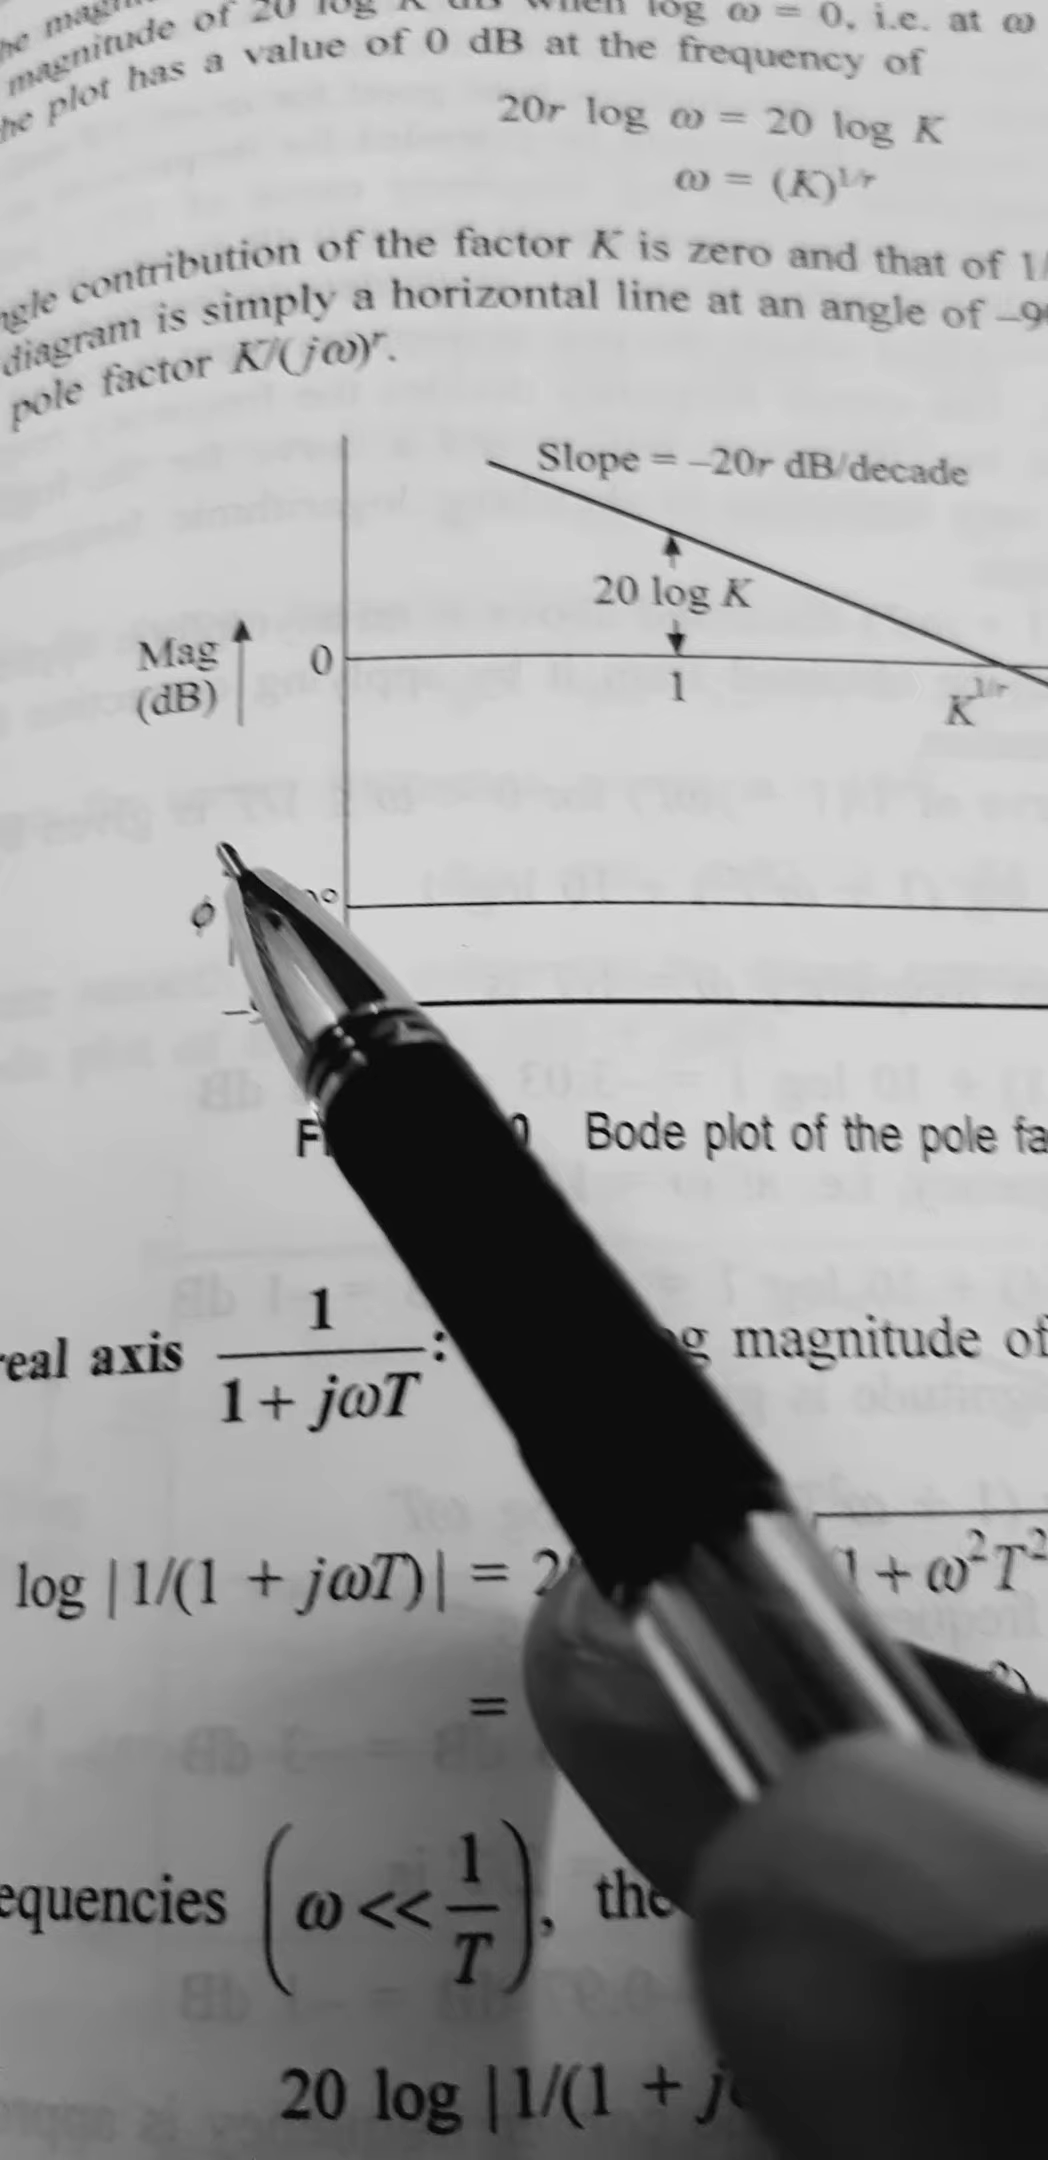 magnitude of 20 log K dB when log ω = 0, i.e. at ω
he plot has a value of 0 dB at the frequency of
20r log ω = 20 log K
ω = (K)^1/r
ngle contribution of the factor K is zero and that of 1/
diagram is simply a horizontal line at an angle of –9
pole factor K/(jω)^r.
Slope = –20r dB/decade
20 log K
Mag
(dB)
0
1
K^1/r
ϕ
Bode plot of the pole fa
real axis 1/(1 + jωT) :
g magnitude of
log |1/(1 + jωT)| = 2
1 + ω²T²
=
equencies (ω << 1/T), the
20 log |1/(1 + j